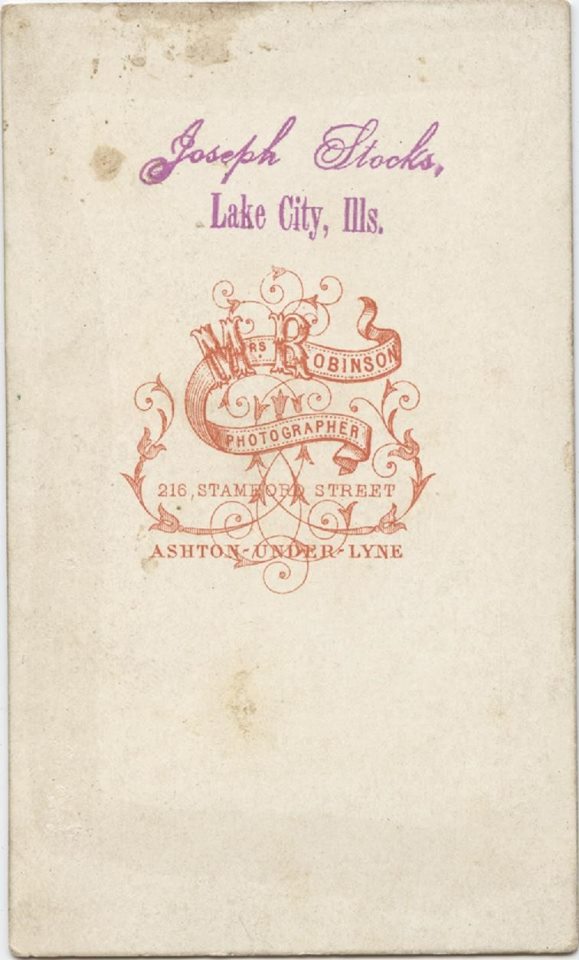 Joseph Stocks,
Lake City, Ills.
MRS ROBINSON
PHOTOGRAPHER
216, STAMFORD STREET
ASHTON-UNDER-LYNE